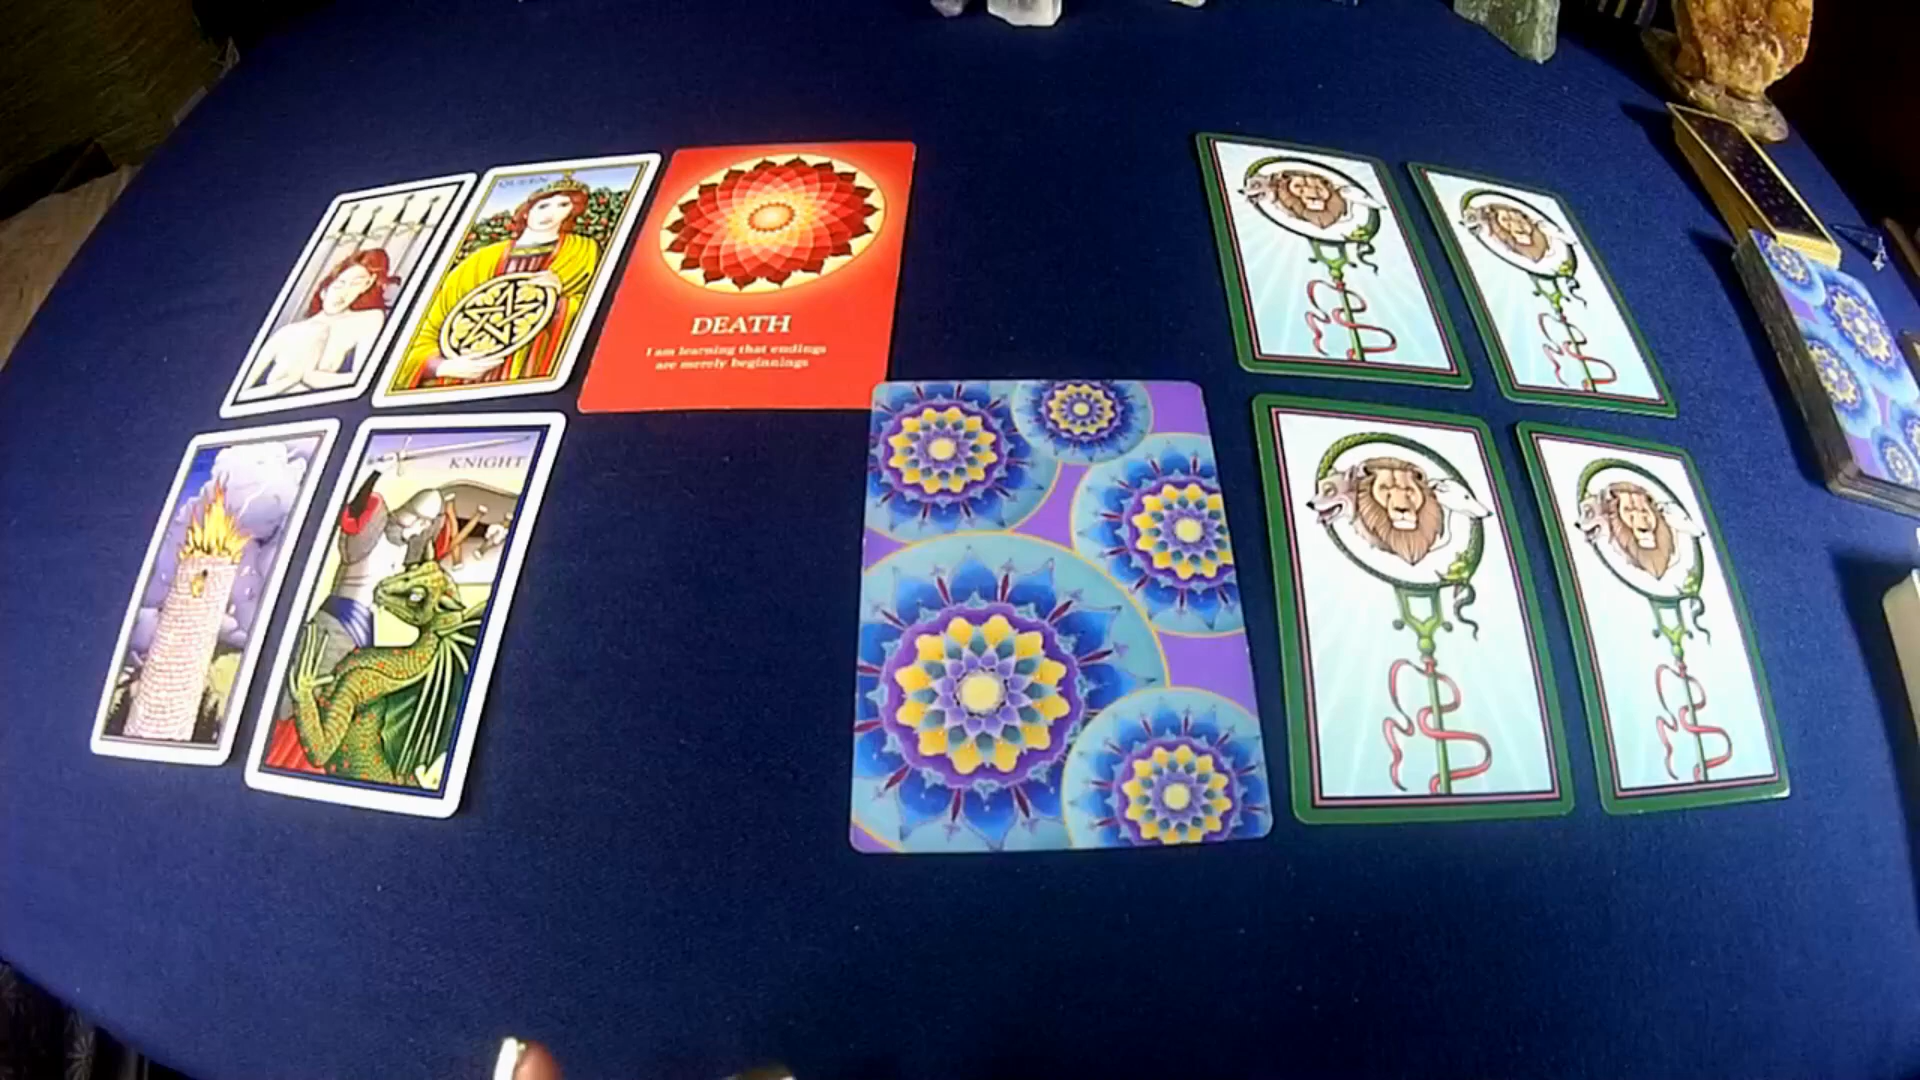 QUEEN
DEATH
I am learning that endings
are merely beginnings
KNIGHT